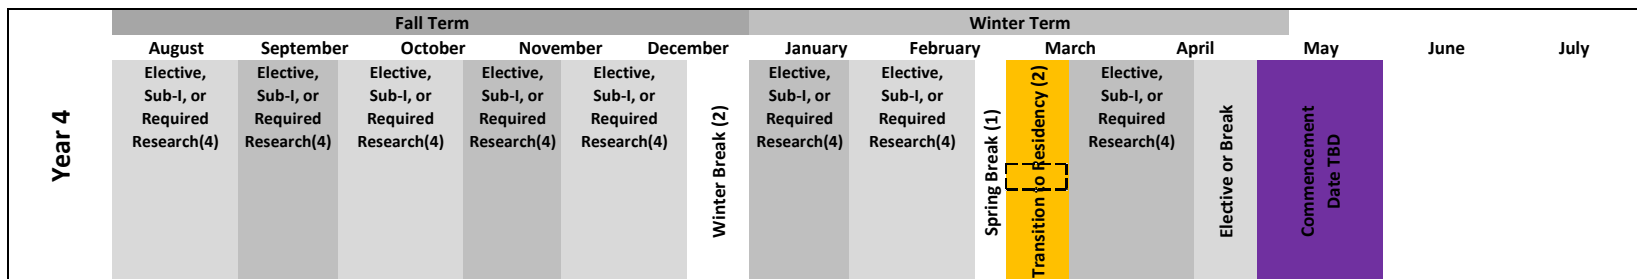 Fall Term
Winter Term
August
September
October
November
December
January
February
March
April
May
June
July
Year 4
Elective,
Sub-I, or
Required
Research(4)
Elective,
Sub-I, or
Required
Research(4)
Elective,
Sub-I, or
Required
Research(4)
Elective,
Sub-I, or
Required
Research(4)
Elective,
Sub-I, or
Required
Research(4)
Winter Break (2)
Elective,
Sub-I, or
Required
Research(4)
Elective,
Sub-I, or
Required
Research(4)
Spring Break (1)
Transition to Residency (2)
Elective,
Sub-I, or
Required
Research(4)
Elective or Break
Commencement
Date TBD